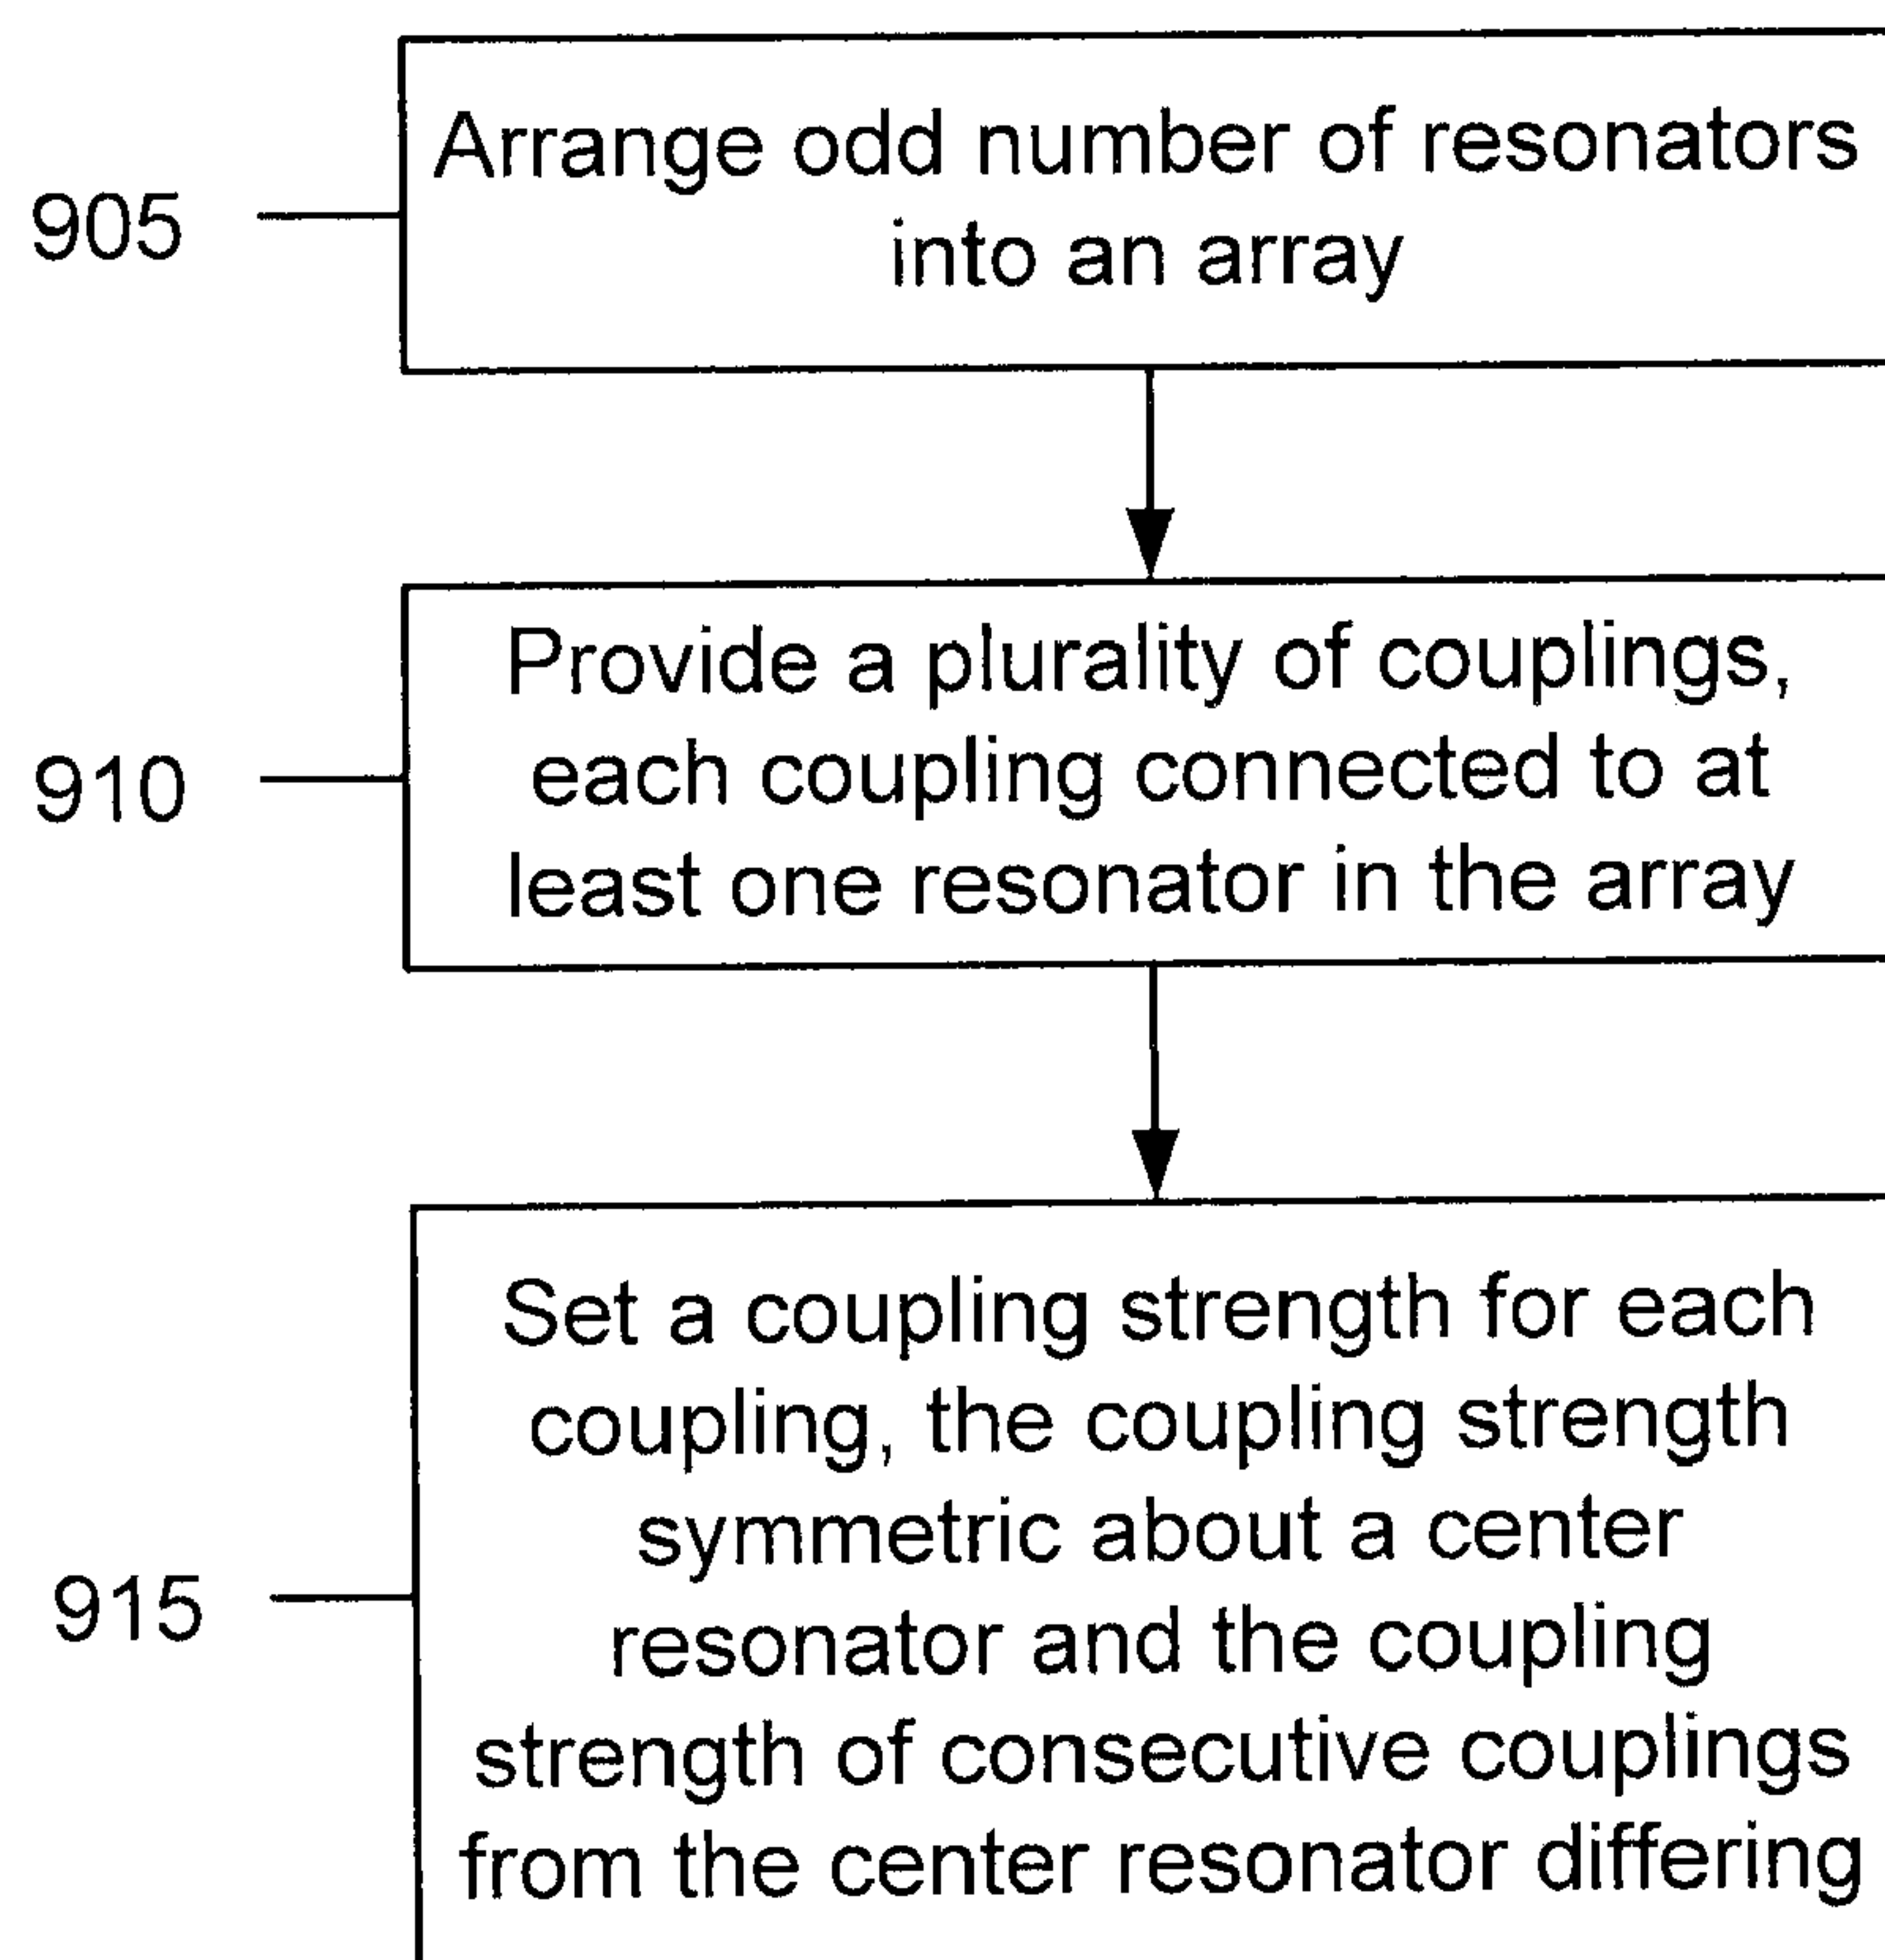 905
Arrange odd number of resonators
into an array
910
Provide a plurality of couplings,
each coupling connected to at
least one resonator in the array
915
Set a coupling strength for each
coupling, the coupling strength
symmetric about a center
resonator and the coupling
strength of consecutive couplings
from the center resonator differing